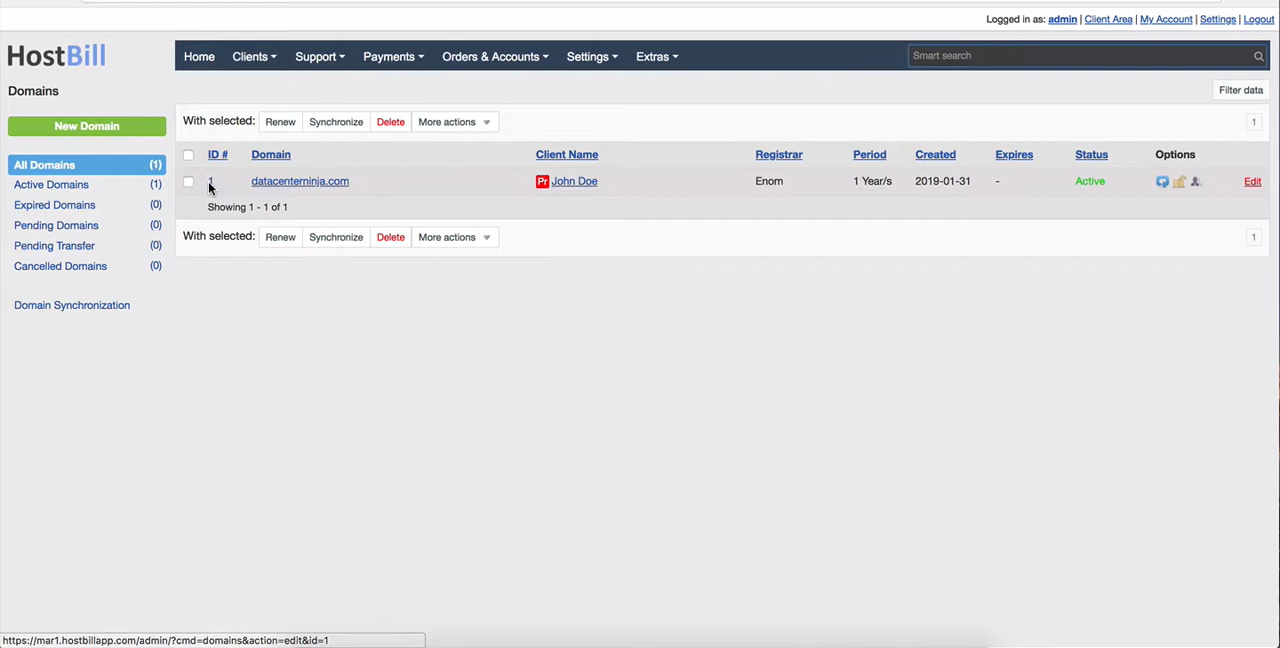 Logged in as: admin | Client Area | My Account | Settings | Logout
HostBill
Home Clients Support Payments Orders & Accounts Settings Extras Smart search
Domains
Filter data
New Domain
With selected: Renew Synchronize Delete More actions 1
All Domains (1)
Active Domains (1)
Expired Domains (0)
Pending Domains (0)
Pending Transfer (0)
Cancelled Domains (0)
Domain Synchronization
ID # Domain Client Name Registrar Period Created Expires Status Options
1 datacenterninja.com Pr John Doe Enom 1 Year/s 2019-01-31 - Active Edit
Showing 1 - 1 of 1
With selected: Renew Synchronize Delete More actions 1
https://mar1.hostbillapp.com/admin/?cmd=domains&action=edit&id=1